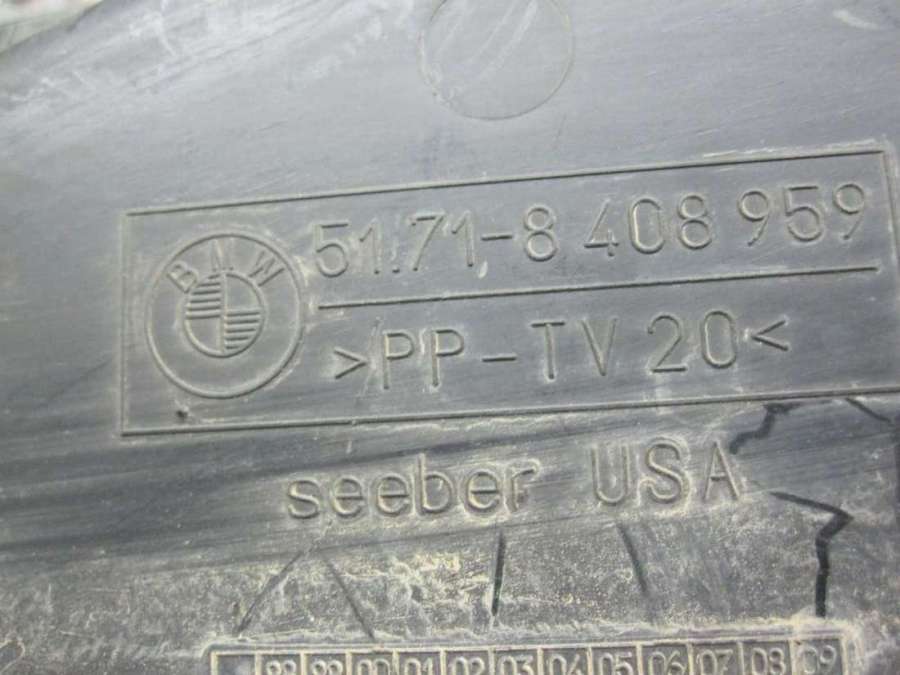 BMW
51.71-8 408 959
>PP-TV 20<
seeber USA
98 99 00 01 02 03 04 05 06 07 08 09